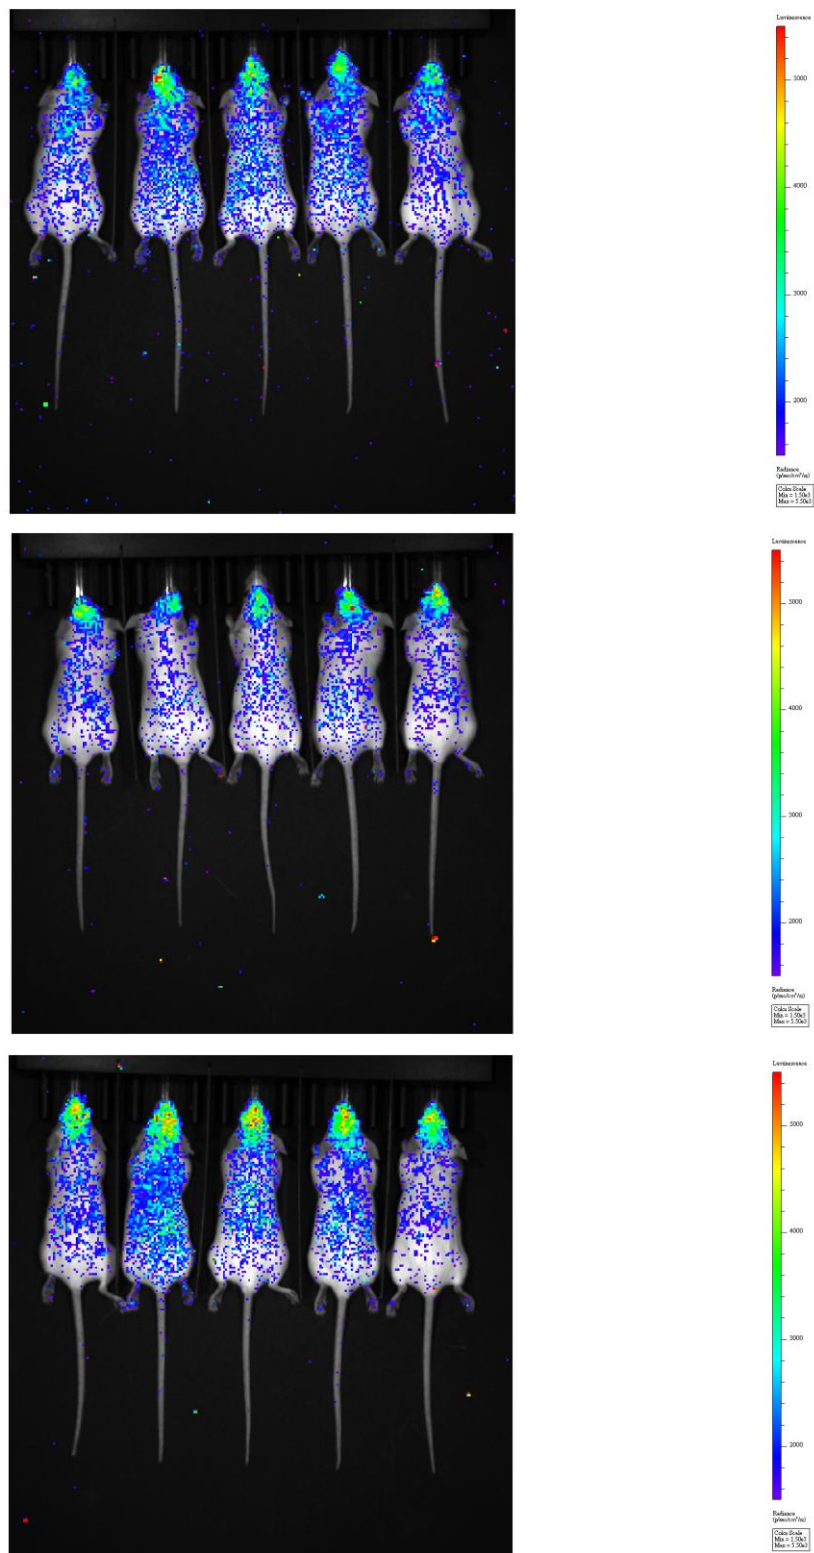 Luminescence
5000
4000
3000
2000
Radiance
(p/sec/cm²/sr)
Color Scale
Min = 1.50e3
Max = 5.50e3
Luminescence
5000
4000
3000
2000
Radiance
(p/sec/cm²/sr)
Color Scale
Min = 1.50e3
Max = 5.50e3
Luminescence
5000
4000
3000
2000
Radiance
(p/sec/cm²/sr)
Color Scale
Min = 1.50e3
Max = 5.50e3